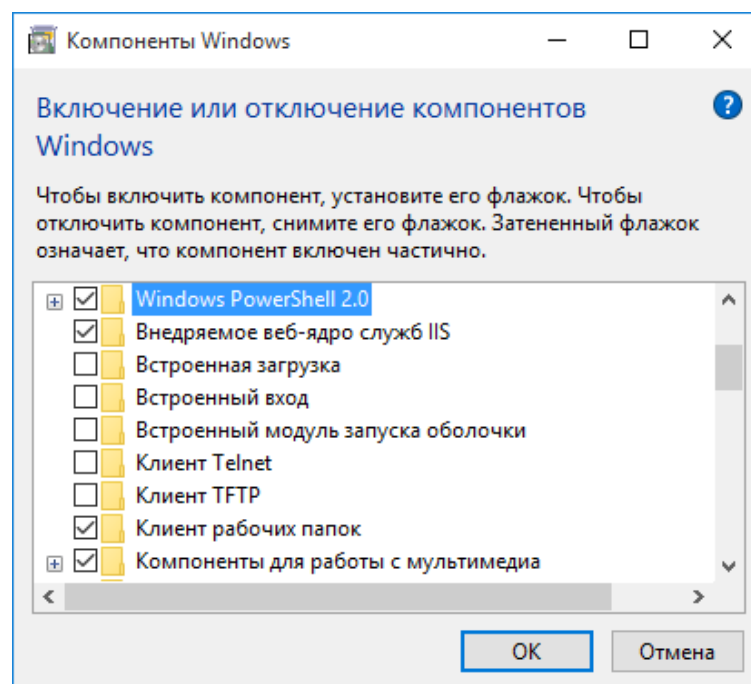 Компоненты Windows
Включение или отключение компонентов
Windows
Чтобы включить компонент, установите его флажок. Чтобы
отключить компонент, снимите его флажок. Затененный флажок
означает, что компонент включен частично.
Windows PowerShell 2.0
Внедряемое веб-ядро служб IIS
Встроенная загрузка
Встроенный вход
Встроенный модуль запуска оболочки
Клиент Telnet
Клиент TFTP
Клиент рабочих папок
Компоненты для работы с мультимедиа
ОК
Отмена